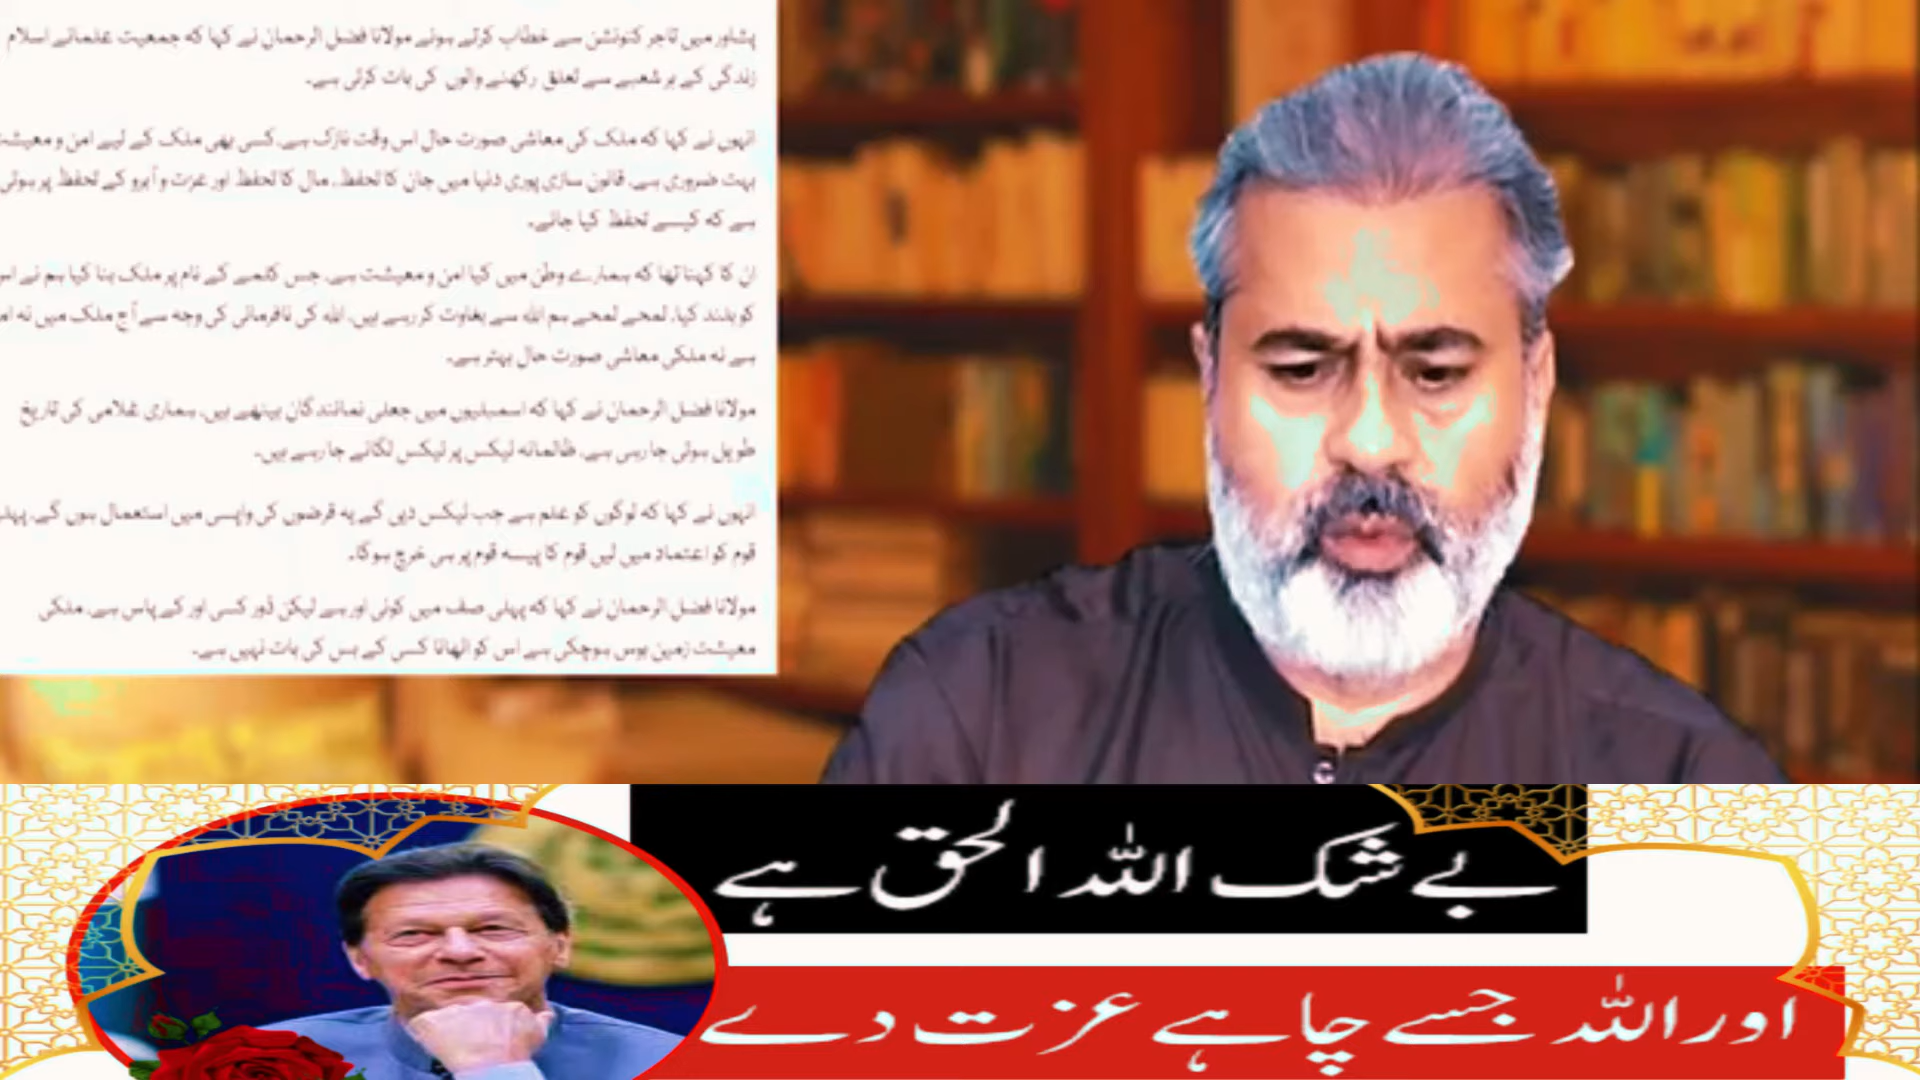 پشاور میں تاجر کنونشن سے خطاب کرتے ہوئے مولانا فضل الرحمان نے کہا کہ جمعیت علمائے اسلام
زندگی کے ہر شعبے سے تعلق رکھنے والوں کی بات کرتی ہے۔
انہوں نے کہا کہ ملک کی معاشی صورت حال اس وقت نازک ہے، کسی بھی ملک کے لیے امن و معیشت
بہت ضروری ہے، قانون سازی پوری دنیا میں جان کا تحفظ، مال کا تحفظ اور عزت و آبرو کے تحفظ پر ہوتی
ہے کہ کیسے تحفظ کیا جائے۔
ان کا کہنا تھا کہ ہمارے وطن میں کیا امن و معیشت ہے، جس کلمے کے نام پر ملک بنا کیا ہم نے اس
کو بلند کیا، لمحے لمحے ہم اللہ سے بغاوت کر رہے ہیں، اللہ کی نافرمانی کی وجہ سے آج ملک میں نہ
ہے نہ ملکی معاشی صورت حال بہتر ہے۔
مولانا فضل الرحمان نے کہا کہ اسمبلیوں میں جعلی نمائندگان بیٹھے ہیں، ہماری غلامی کی تاریخ
طویل ہوتی جا رہی ہے، ظالمانہ ٹیکس پر ٹیکس لگائے جا رہے ہیں۔
انہوں نے کہا کہ لوگوں کو علم ہے جب ٹیکس دیں گے یہ قرضوں کی واپسی میں استعمال ہوں گے، پہلے
قوم کو اعتماد میں لیں قوم کا پیسہ قوم پر ہی خرچ ہوگا۔
مولانا فضل الرحمان نے کہا کہ پہلی صف میں کوئی اور ہے لیکن ڈور کسی اور کے پاس ہے، ملکی
معیشت زمین بوس ہوچکی ہے اس کو اٹھانا کسی کے بس کی بات نہیں ہے۔
بے شک اللہ الحق ہے
اور اللہ جسے چاہے عزت دے